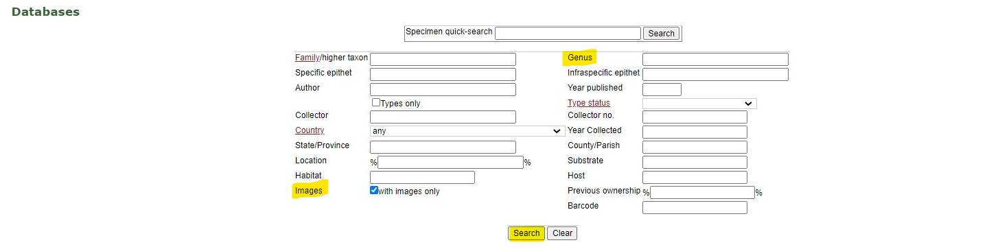 Databases
Specimen quick-search Search
Family/higher taxon Genus
Specific epithet Infraspecific epithet
Author Year published
Types only Type status
Collector Collector no.
Country any Year Collected
State/Province County/Parish
Location % % Substrate
Habitat Host
Images with images only Previous ownership % %
Barcode
Search Clear